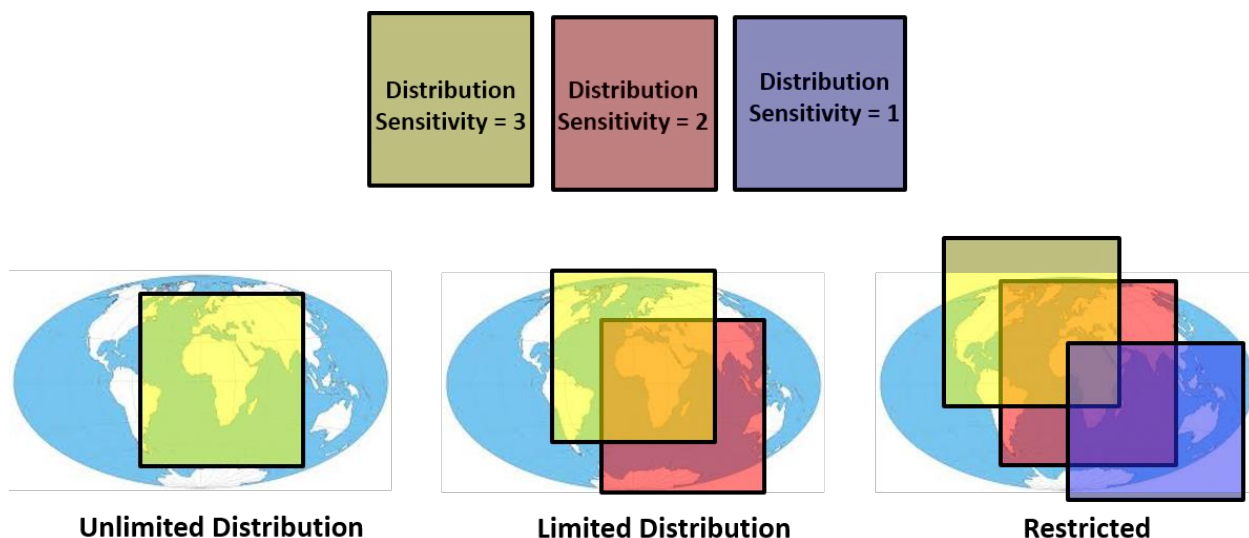 Distribution
Sensitivity = 3
Distribution
Sensitivity = 2
Distribution
Sensitivity = 1
Unlimited Distribution
Limited Distribution
Restricted